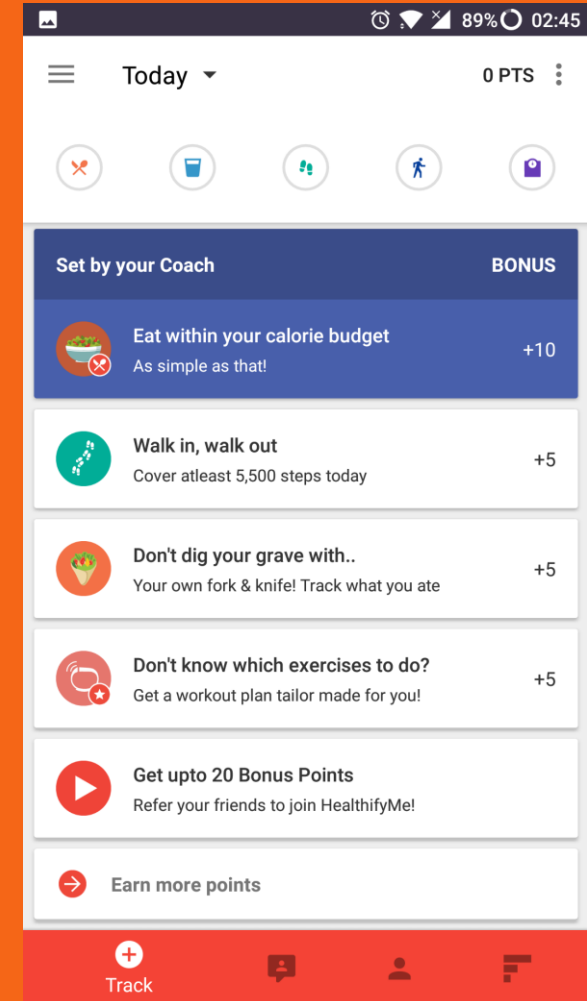 89% 02:45
Today 0 PTS
Set by your Coach BONUS
Eat within your calorie budget
As simple as that!
+10
Walk in, walk out
Cover atleast 5,500 steps today
+5
Don't dig your grave with..
Your own fork & knife! Track what you ate
+5
Don't know which exercises to do?
Get a workout plan tailor made for you!
+5
Get upto 20 Bonus Points
Refer your friends to join HealthifyMe!
Earn more points
Track